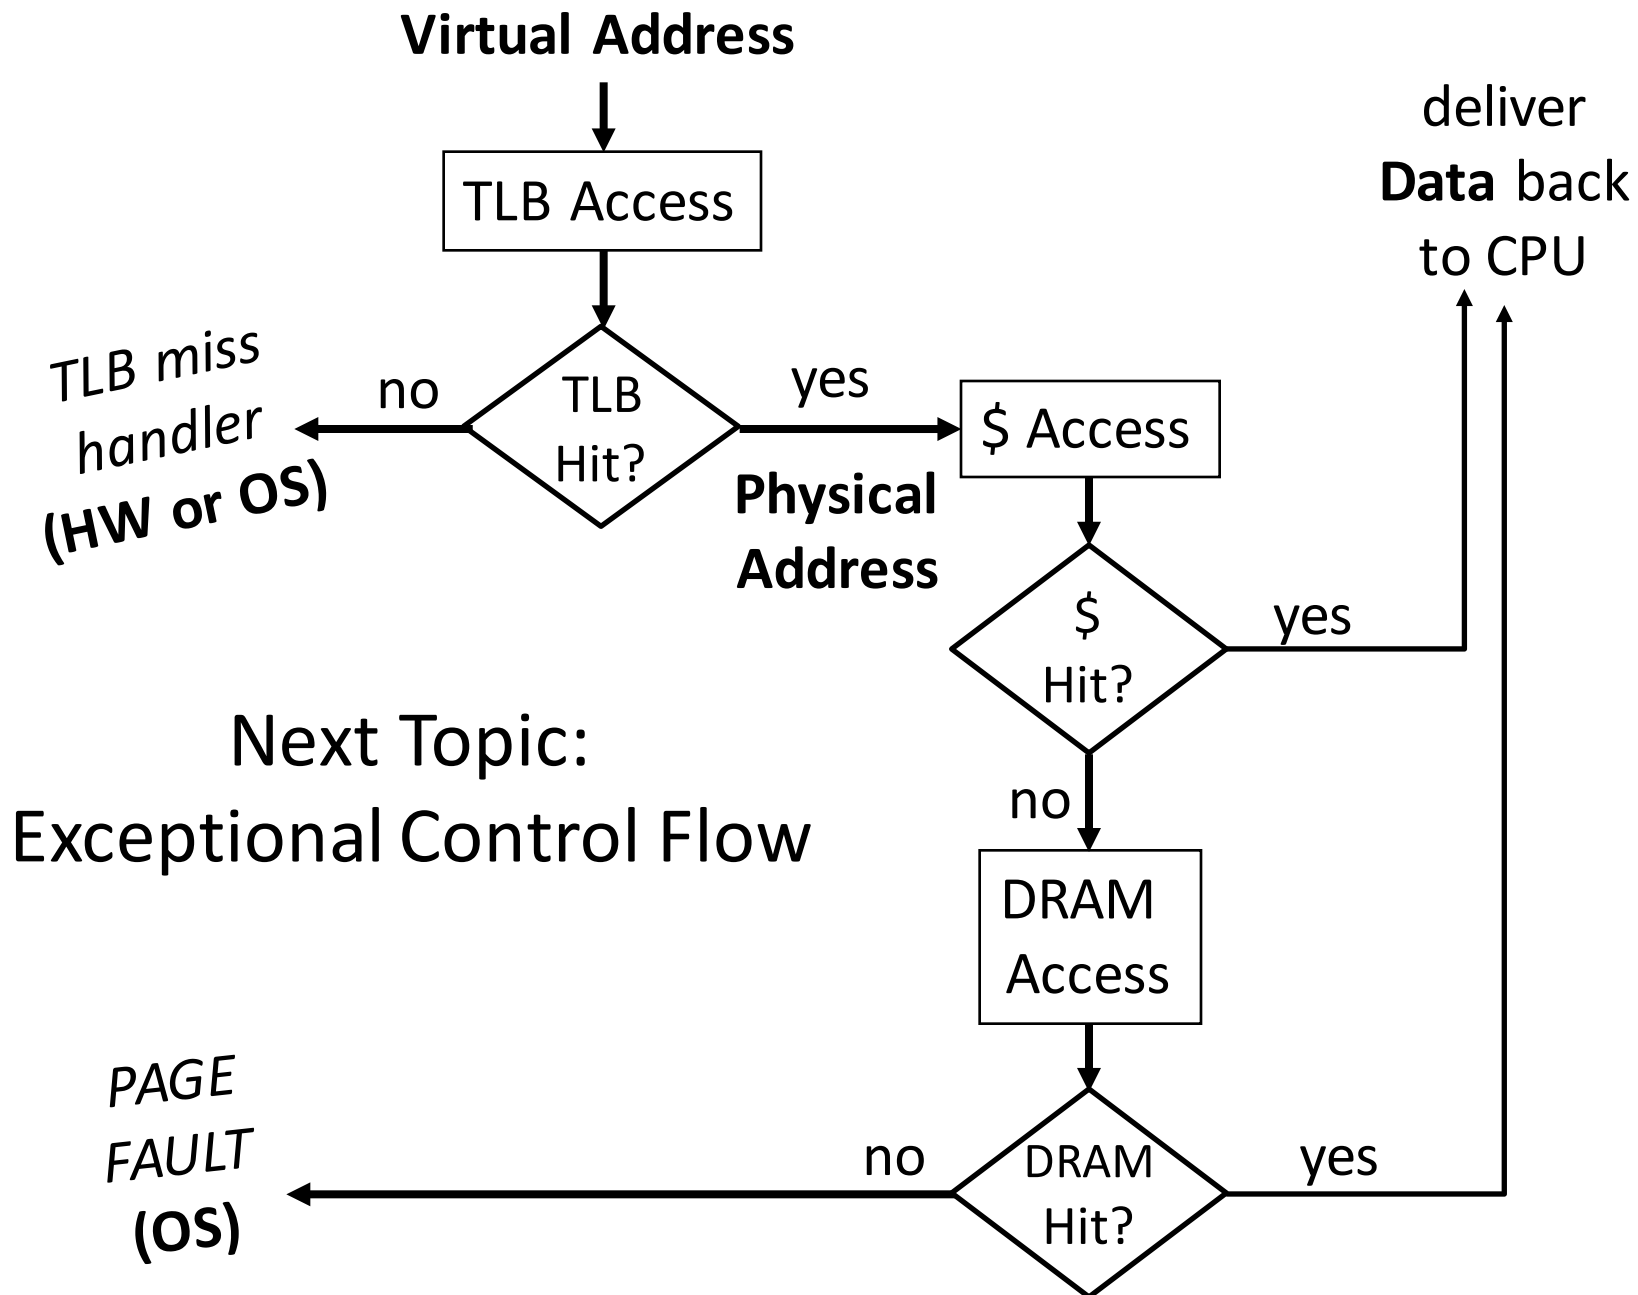 Virtual Address
TLB Access
TLB
Hit?
no
TLB miss
handler
(HW or OS)
yes
Physical
Address
$ Access
$
Hit?
yes
deliver
Data back
to CPU
no
DRAM
Access
DRAM
Hit?
yes
no
PAGE
FAULT
(OS)
Next Topic:
Exceptional Control Flow